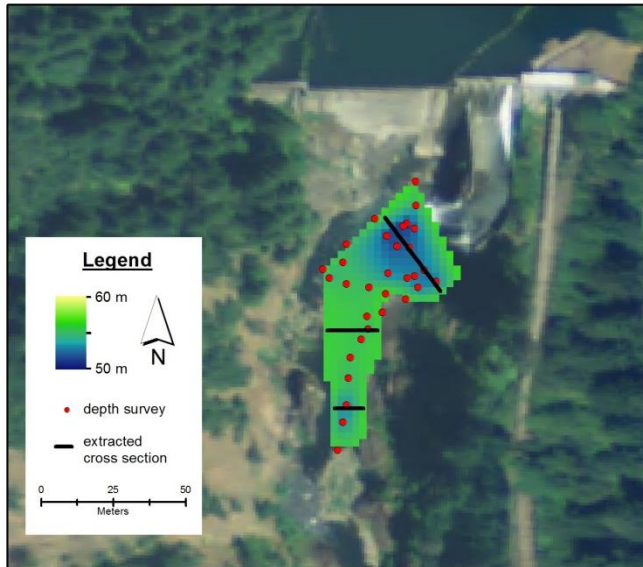 Legend
60 m
50 m
N
depth survey
extracted
cross section
0 25 50
Meters